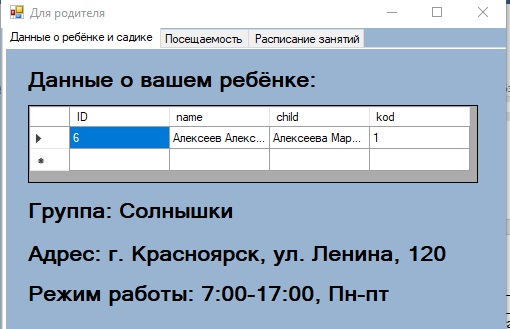 Для родителя
Данные о ребёнке и садике Посещаемость Расписание занятий
Данные о вашем ребёнке:
ID name child kod
6 Алексеев Алекс... Алексеева Мар... 1
Группа: Солнышки
Адрес: г. Красноярск, ул. Ленина, 120
Режим работы: 7:00-17:00, Пн-пт